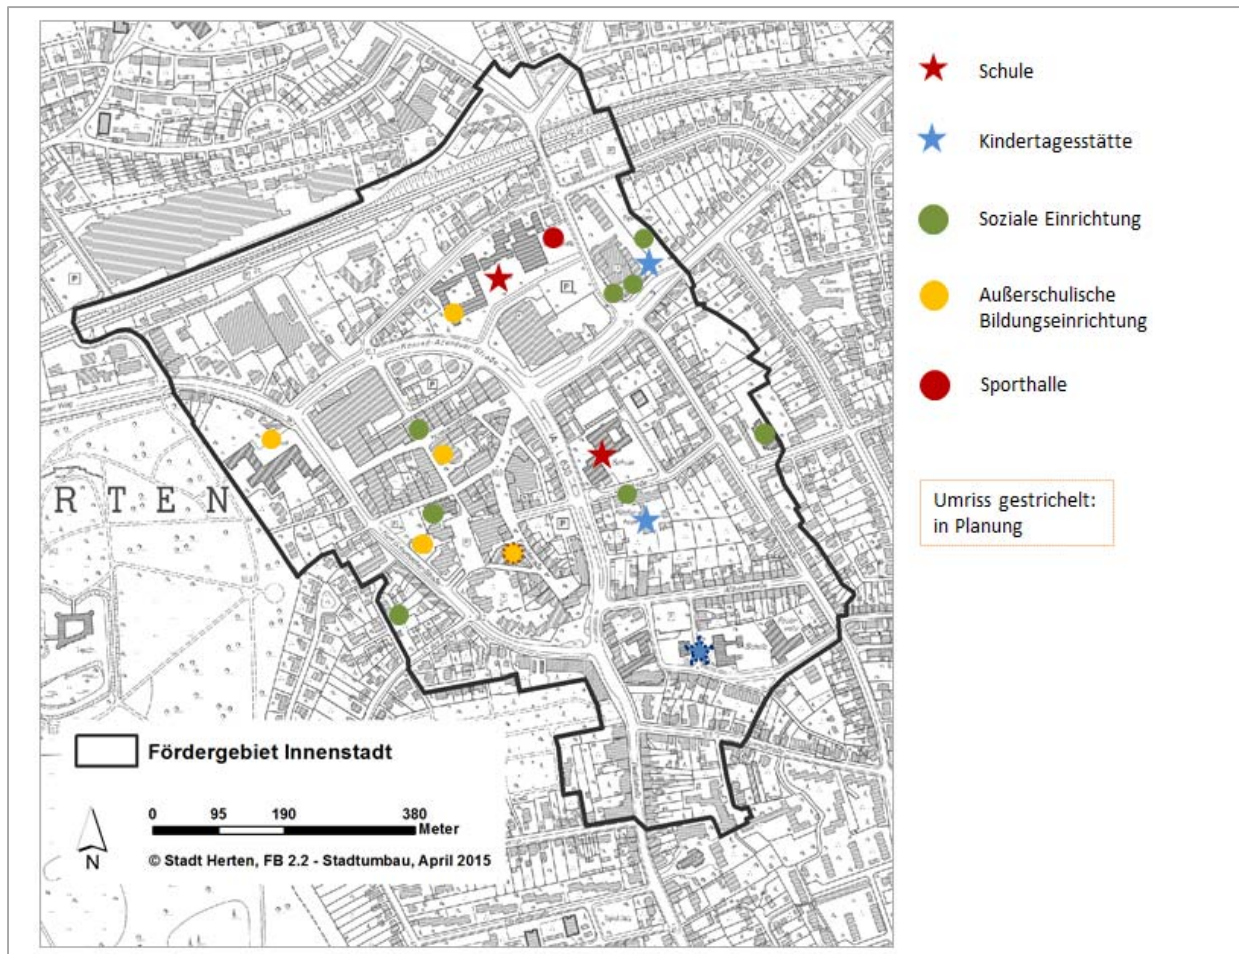 Schule
Kindertagesstätte
Soziale Einrichtung
Außerschulische
Bildungseinrichtung
Sporthalle
Umriss gestrichelt:
in Planung
P
P
P
P
P
R T E N
Fördergebiet Innenstadt
0 95 190 380
Meter
N
© Stadt Herten, FB 2.2 - Stadtumbau, April 2015